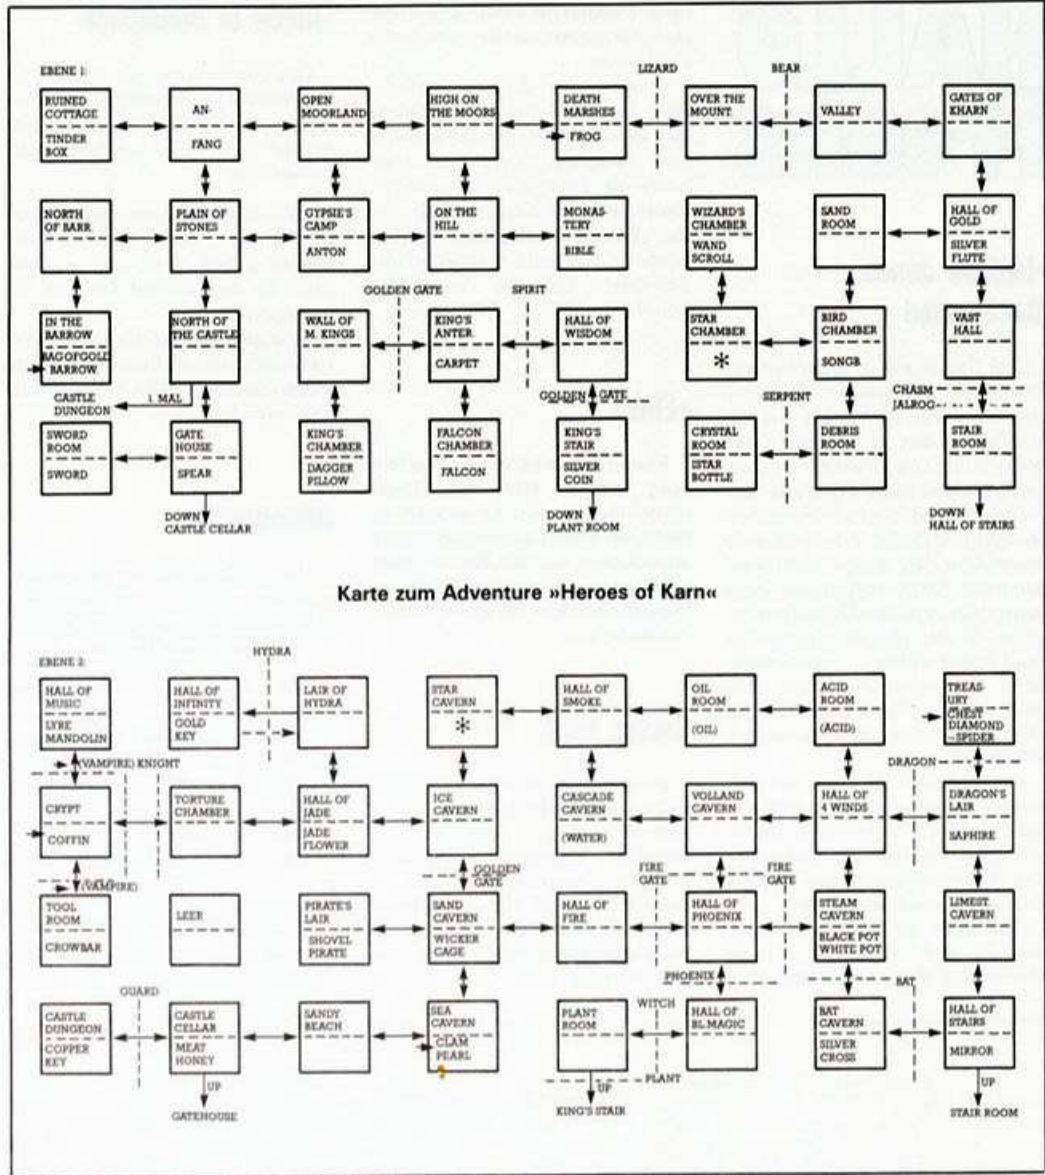 EBENE 1:
LIZARD
BEAR
RUINED
COTTAGE
TINDER
BOX
AN-
FANG
OPEN
MOORLAND
HIGH ON
THE MOORS
DEATH
MARSHES
FROG
OVER THE
MOUNT.
VALLEY
GATES OF
KHARN
NORTH
OF BARR.
PLAIN OF
STONES
GYPSIE'S
CAMP
ANTON
ON THE
HILL
MONAS-
TERY
BIBLE
WIZARD'S
CHAMBER
WAND
SCROLL
SAND
ROOM
HALL OF
GOLD
SILVER
FLUTE
GOLDEN GATE
SPIRIT
IN THE
BARROW
BAG OF GOLD
BARROW
NORTH OF
THE CASTLE
WALL OF
M. KINGS
KING'S
ANTER.
CARPET
HALL OF
WISDOM
STAR
CHAMBER
*
BIRD
CHAMBER
SONGB.
VAST
HALL
CASTLE
DUNGEON
1. MAL
GOLDEN GATE
SERPENT
CHASM
JALROG
SWORD
ROOM
SWORD
GATE
HOUSE
SPEAR
KING'S
CHAMBER
DAGGER
PILLOW
FALCON
CHAMBER
FALCON
KING'S
STAIR
SILVER
COIN
CRYSTAL
ROOM
ISTAR
BOTTLE
DEBRIS
ROOM
STAIR
ROOM
DOWN
CASTLE CELLAR
DOWN
PLANT ROOM
DOWN
HALL OF STAIRS
Karte zum Adventure »Heroes of Karn«
EBENE 2:
HYDRA
HALL OF
MUSIC
LYRE
MANDOLIN
HALL OF
INFINITY
GOLD
KEY
LAIR OF
HYDRA
STAR
CAVERN
*
HALL OF
SMOKE
OIL
ROOM
(OIL)
ACID
ROOM
(ACID)
TREAS-
URY
CHEST
DIAMOND
SPIDER
(VAMPIRE) KNIGHT
DRAGON
CRYPT
COFFIN
TORTURE
CHAMBER
HALL OF
JADE
JADE
FLOWER
ICE
CAVERN
CASCADE
CAVERN
(WATER)
VOLLAND
CAVERN
HALL OF
4 WINDS
DRAGON'S
LAIR
SAPHIRE
(VAMPIRE)
GOLDEN
GATE
FIRE
GATE
FIRE
GATE
TOOL
ROOM
CROWBAR
LEER
PIRATE'S
LAIR
SHOVEL
PIRATE
SAND
CAVERN
WICKER
CAGE
HALL OF
FIRE
HALL OF
PHOENIX
STEAM
CAVERN
BLACK POT
WHITE POT
LIMEST.
CAVERN
GUARD
PHOENIX
BAT
CASTLE
DUNGEON
COPPER
KEY
CASTLE
CELLAR
MEAT
HONEY
SANDY
BEACH
SEA
CAVERN
CLAM
PEARL
PLANT
ROOM
WITCH
HALL OF
BL.MAGIC
BAT
CAVERN
SILVER
CROSS
HALL OF
STAIRS
MIRROR
UP
GATEHOUSE
UP
PLANT
KING'S STAIR
UP
STAIR ROOM